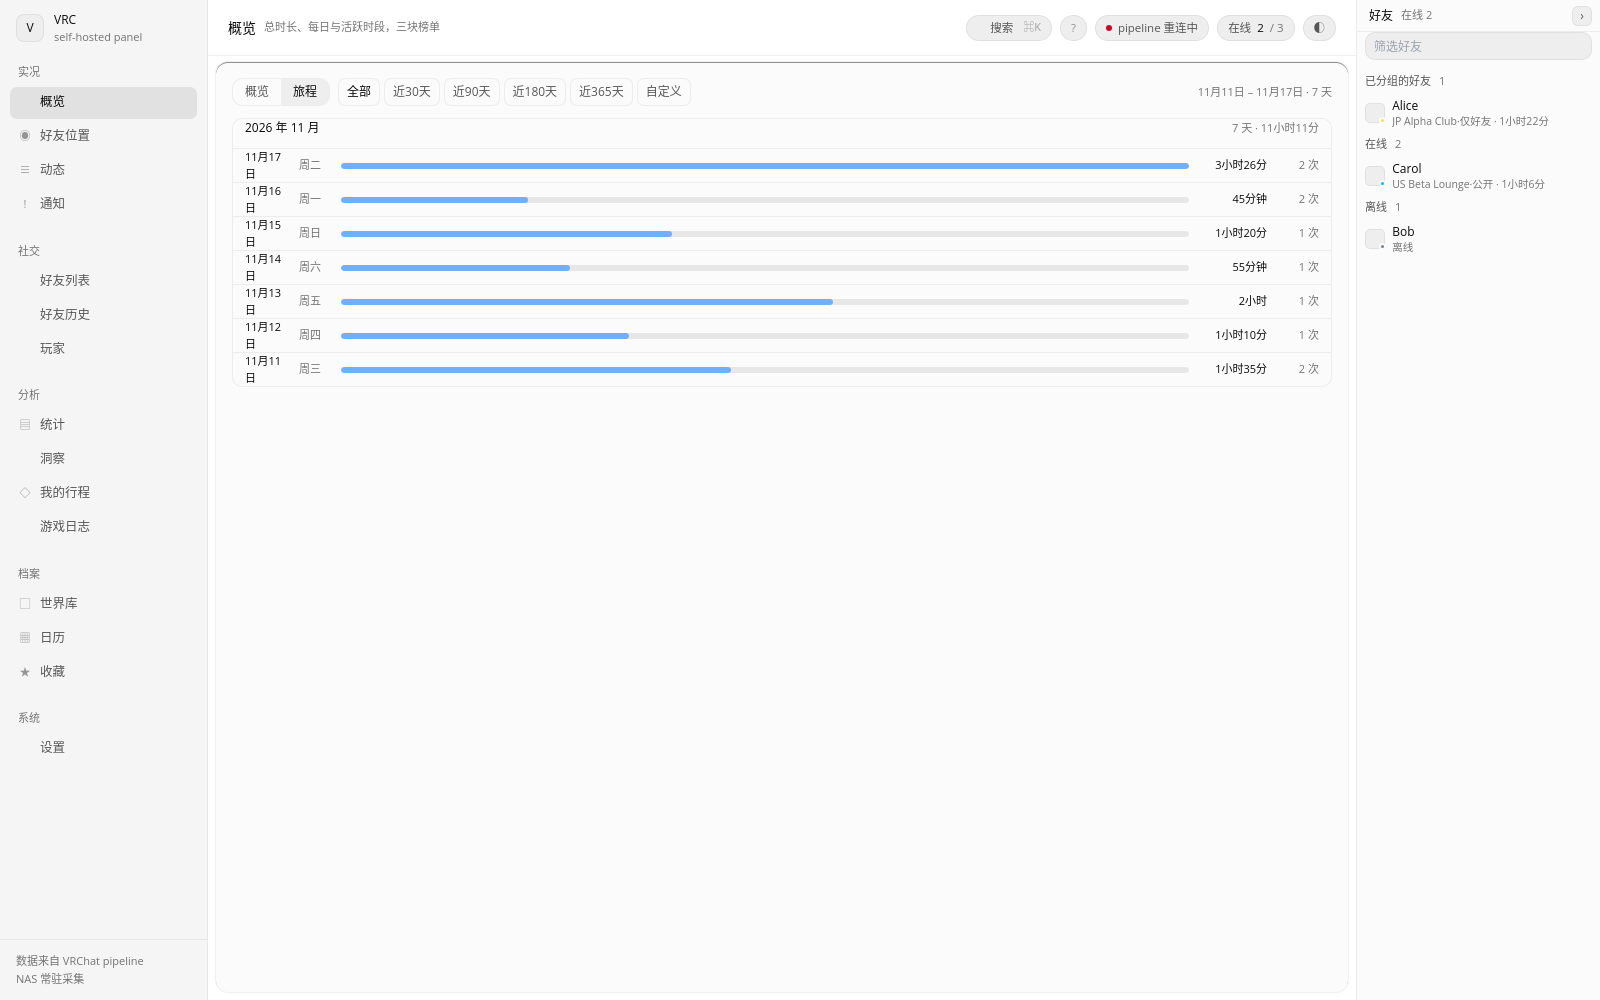 V
VRC
self-hosted panel
实况
概览
好友位置
动态
! 通知
社交
好友列表
好友历史
玩家
分析
统计
洞察
我的行程
游戏日志
档案
世界库
日历
收藏
系统
设置
数据来自 VRChat pipeline
NAS 常驻采集
概览 总时长、每日与活跃时段，三块榜单
搜索 ⌘K
?
pipeline 重连中
在线 2 / 3
概览 旅程 全部 近30天 近90天 近180天 近365天 自定义
11月11日 – 11月17日 · 7 天
2026 年 11 月 7 天 · 11小时11分
11月17日 周二 3小时26分 2 次
11月16日 周一 45分钟 2 次
11月15日 周日 1小时20分 1 次
11月14日 周六 55分钟 1 次
11月13日 周五 2小时 1 次
11月12日 周四 1小时10分 1 次
11月11日 周三 1小时35分 2 次
好友 在线 2 ›
筛选好友
已分组的好友 1
Alice
JP Alpha Club·仅好友 · 1小时22分
在线 2
Carol
US Beta Lounge·公开 · 1小时6分
离线 1
Bob
离线